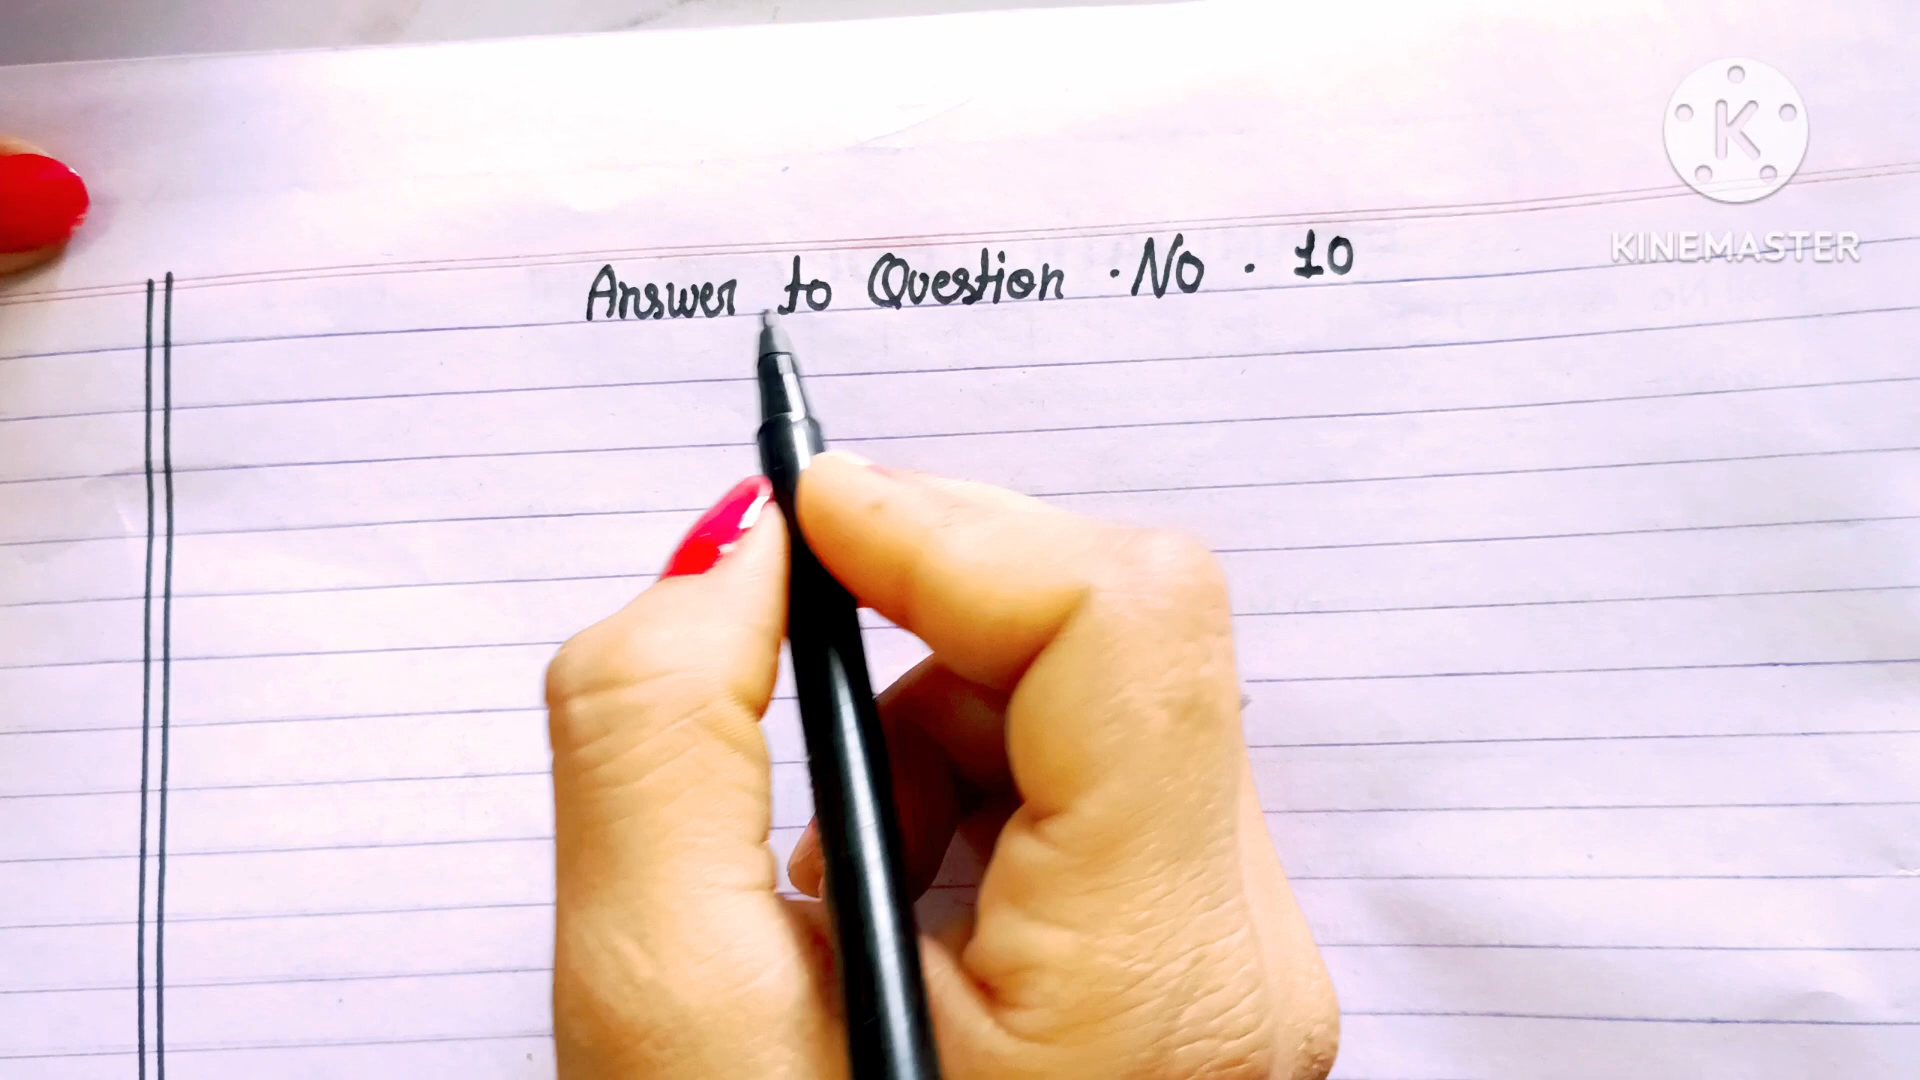 Answer to Question . No . 10
K
KINEMASTER